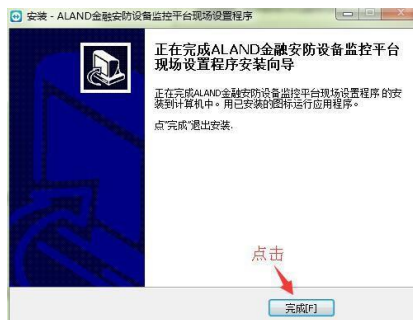 安装 - ALAND金融安防设备监控平台现场设置程序
正在完成ALAND金融安防设备监控平台
现场设置程序安装向导
正在完成ALAND金融安防设备监控平台现场设置程序 的安
装到计算机中。用已安装的图标运行应用程序。
点"完成"退出安装.
点击
完成[F]